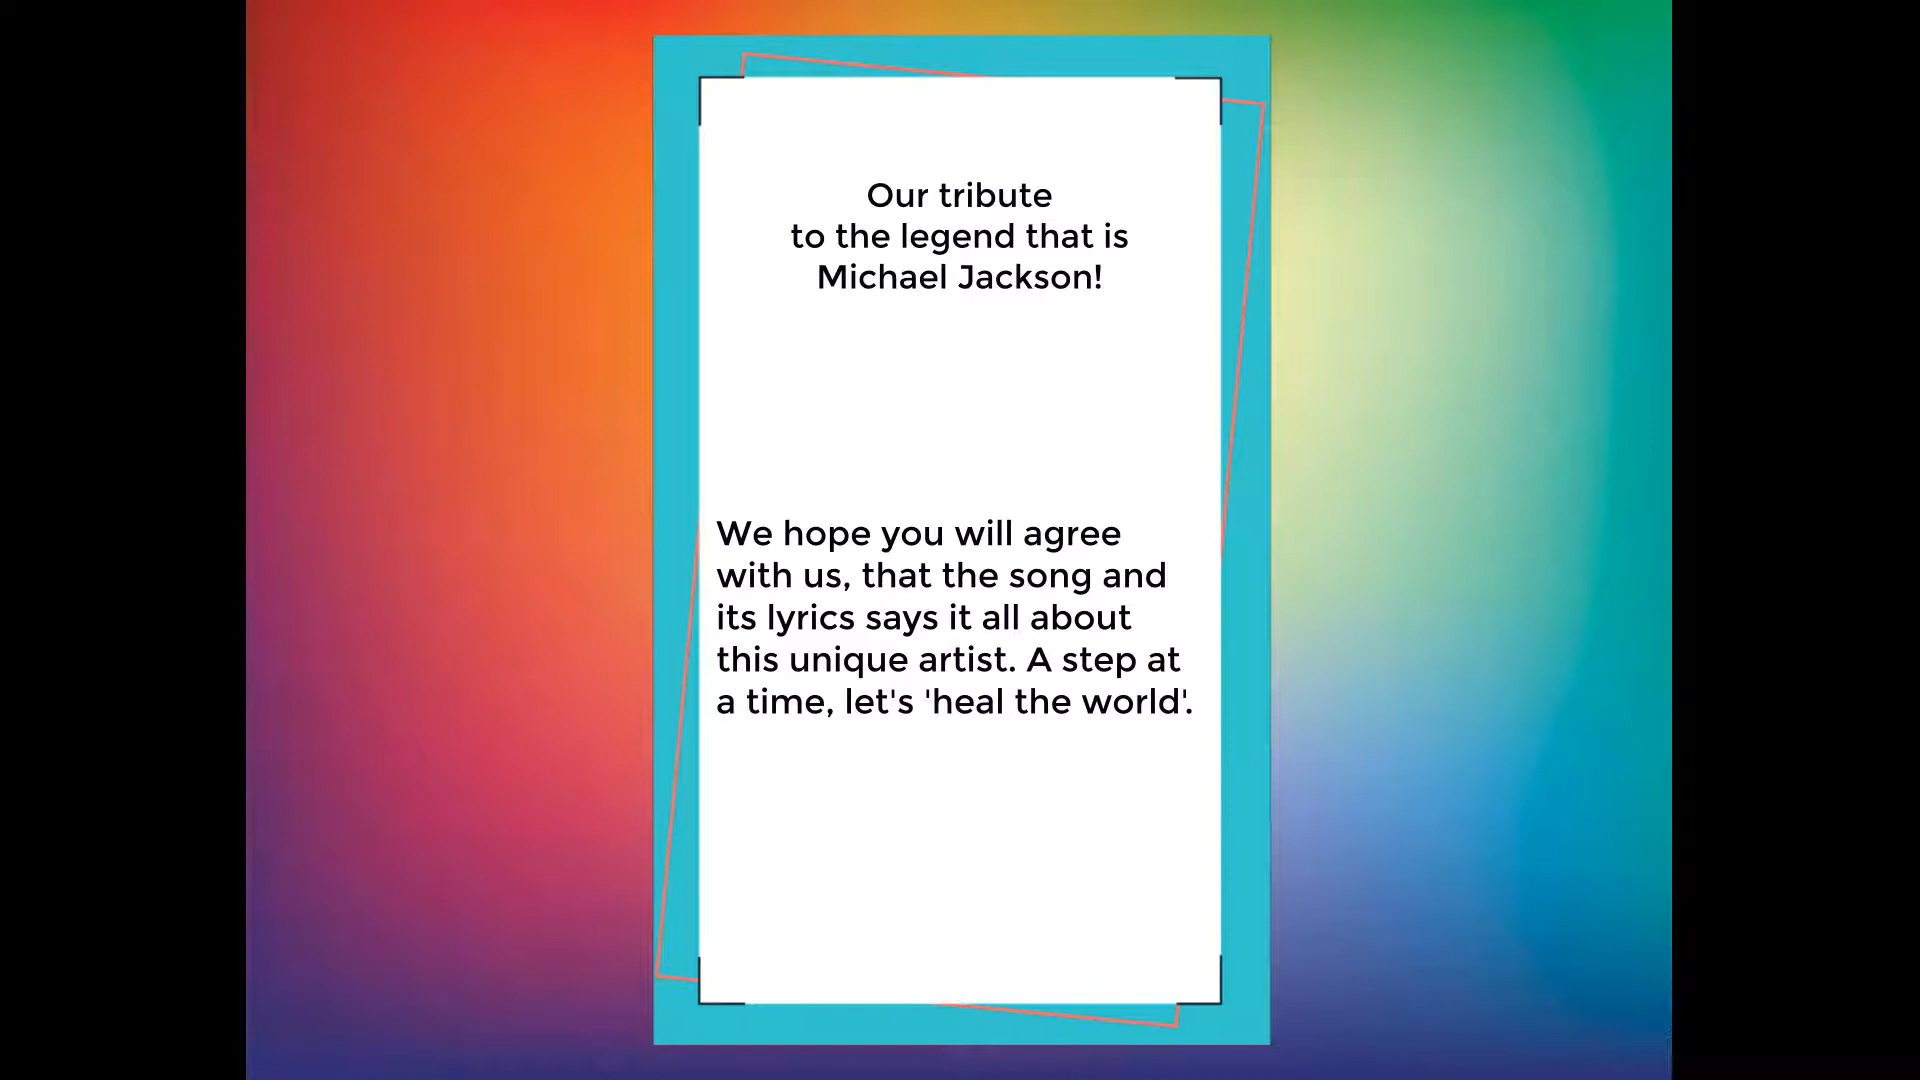 Our tribute
to the legend that is
Michael Jackson!
We hope you will agree
with us, that the song and
its lyrics says it all about
this unique artist. A step at
a time, let's 'heal the world'.